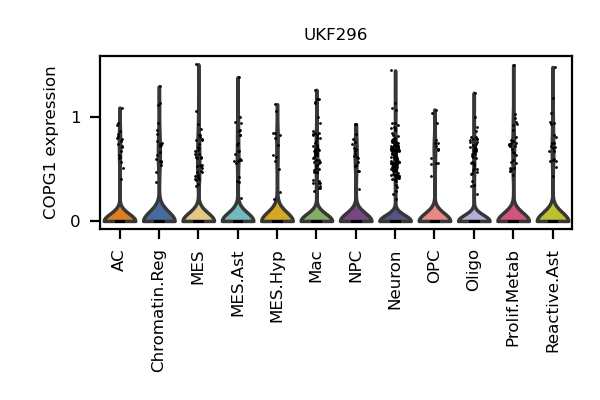 UKF296
COPG1 expression
1
0
AC
Chromatin.Reg
MES
MES.Ast
MES.Hyp
Mac
NPC
Neuron
OPC
Oligo
Prolif.Metab
Reactive.Ast